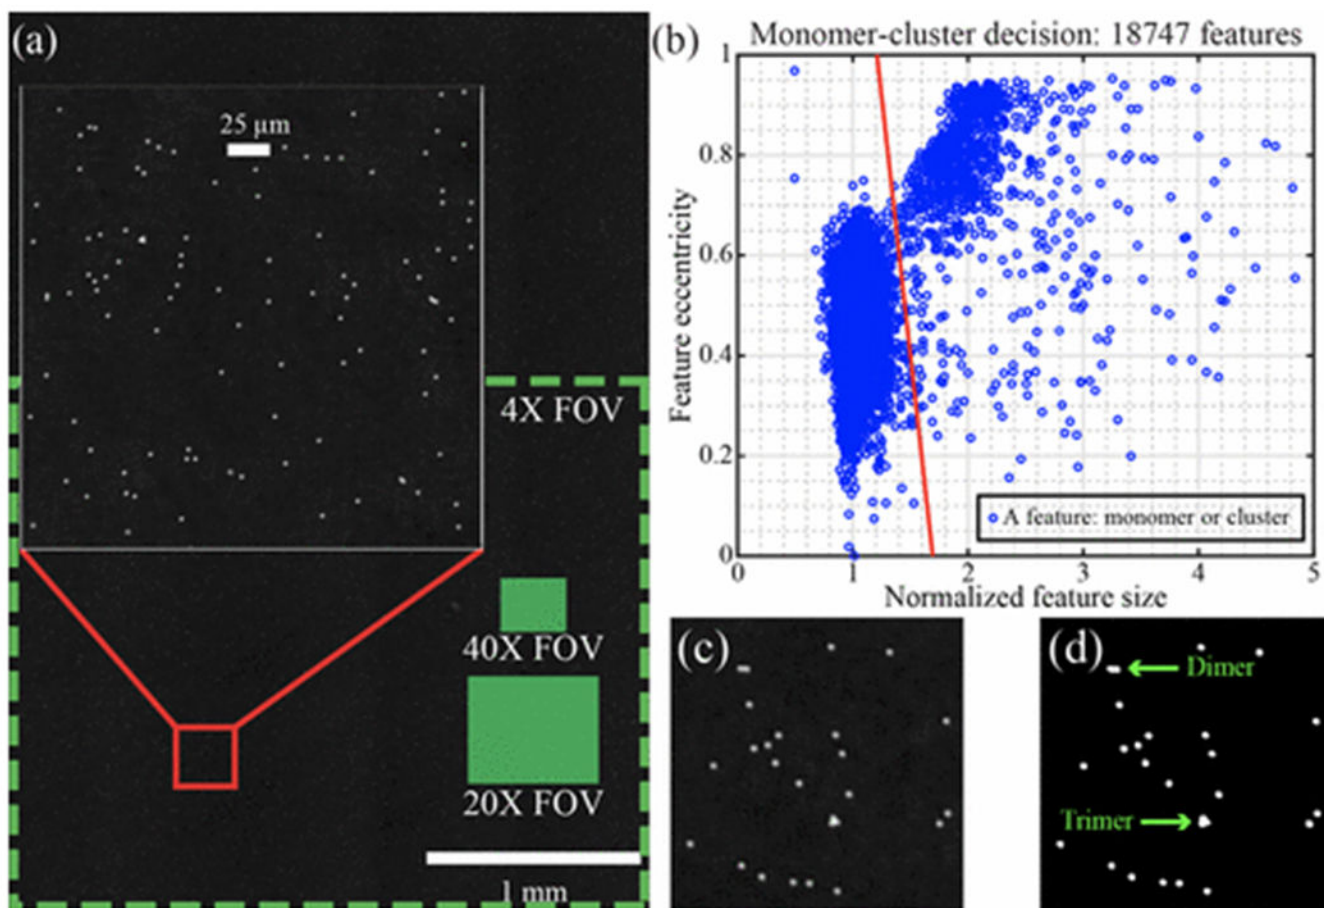 (a)
25 µm
4X FOV
40X FOV
20X FOV
1 mm
(b)
Monomer-cluster decision: 18747 features
1
0.8
0.6
0.4
0.2
0
Feature eccentricity
A feature: monomer or cluster
0 1 2 3 4 5
Normalized feature size
(c)
(d)
Dimer
Trimer